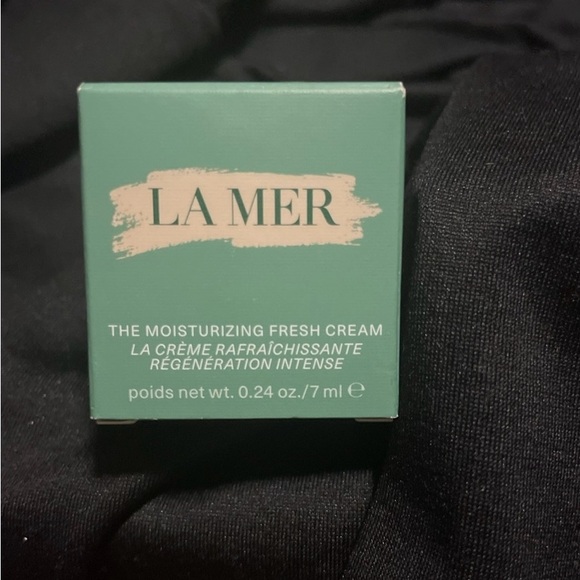 LA MER
THE MOISTURIZING FRESH CREAM
LA CRÈME RAFRAÎCHISSANTE
RÉGÉNÉRATION INTENSE
poids net wt. 0.24 oz./7 ml ℮